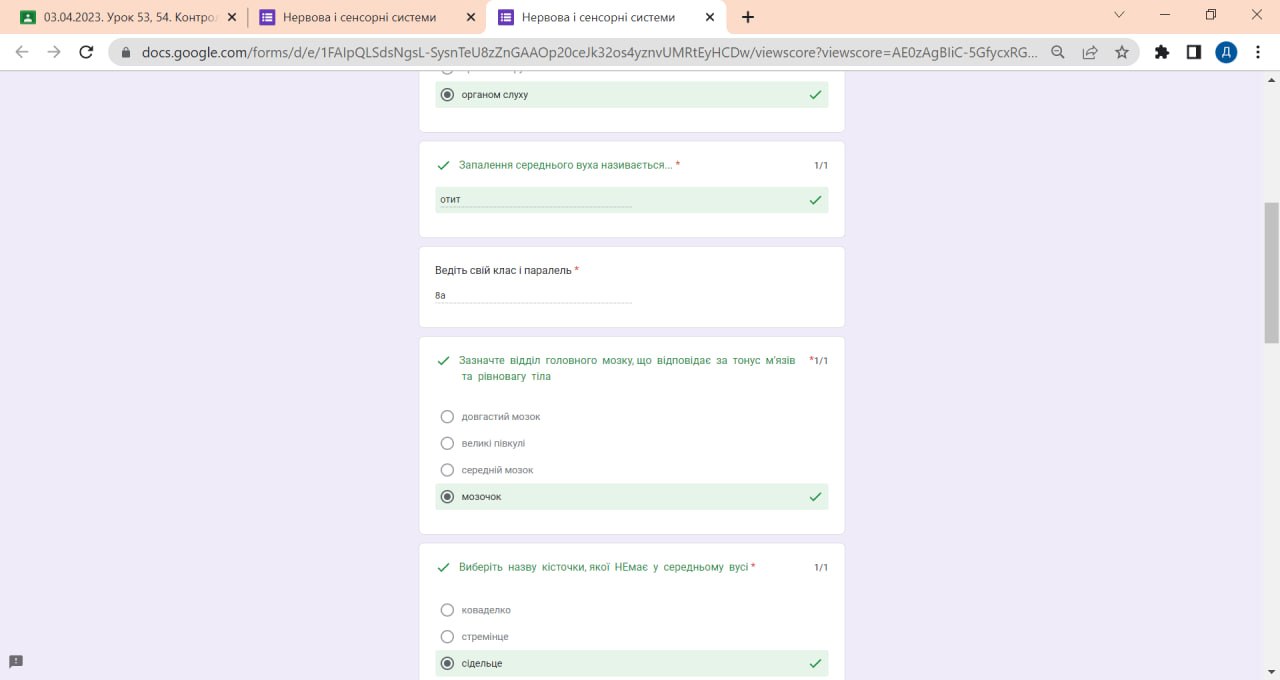 03.04.2023. Урок 53, 54. Контро
Нервова і сенсорні системи
Нервова і сенсорні системи
docs.google.com/forms/d/e/1FAIpQLSdsNgsL-SysnTeU8zZnGAAOp20ceJk32os4yznvUMRtEyHCDw/viewscore?viewscore=AE0zAgBIiC-5GfycxRG...
Д
органом слуху
Запалення середнього вуха називається... *
1/1
отит
Ведіть свій клас і паралель *
8а
Зазначте відділ головного мозку, що відповідає за тонус м'язів
*1/1
та рівновагу тіла
довгастий мозок
великі півкулі
середній мозок
мозочок
Виберіть назву кісточки, якої НЕмає у середньому вусі *
1/1
коваделко
стремінце
сідельце